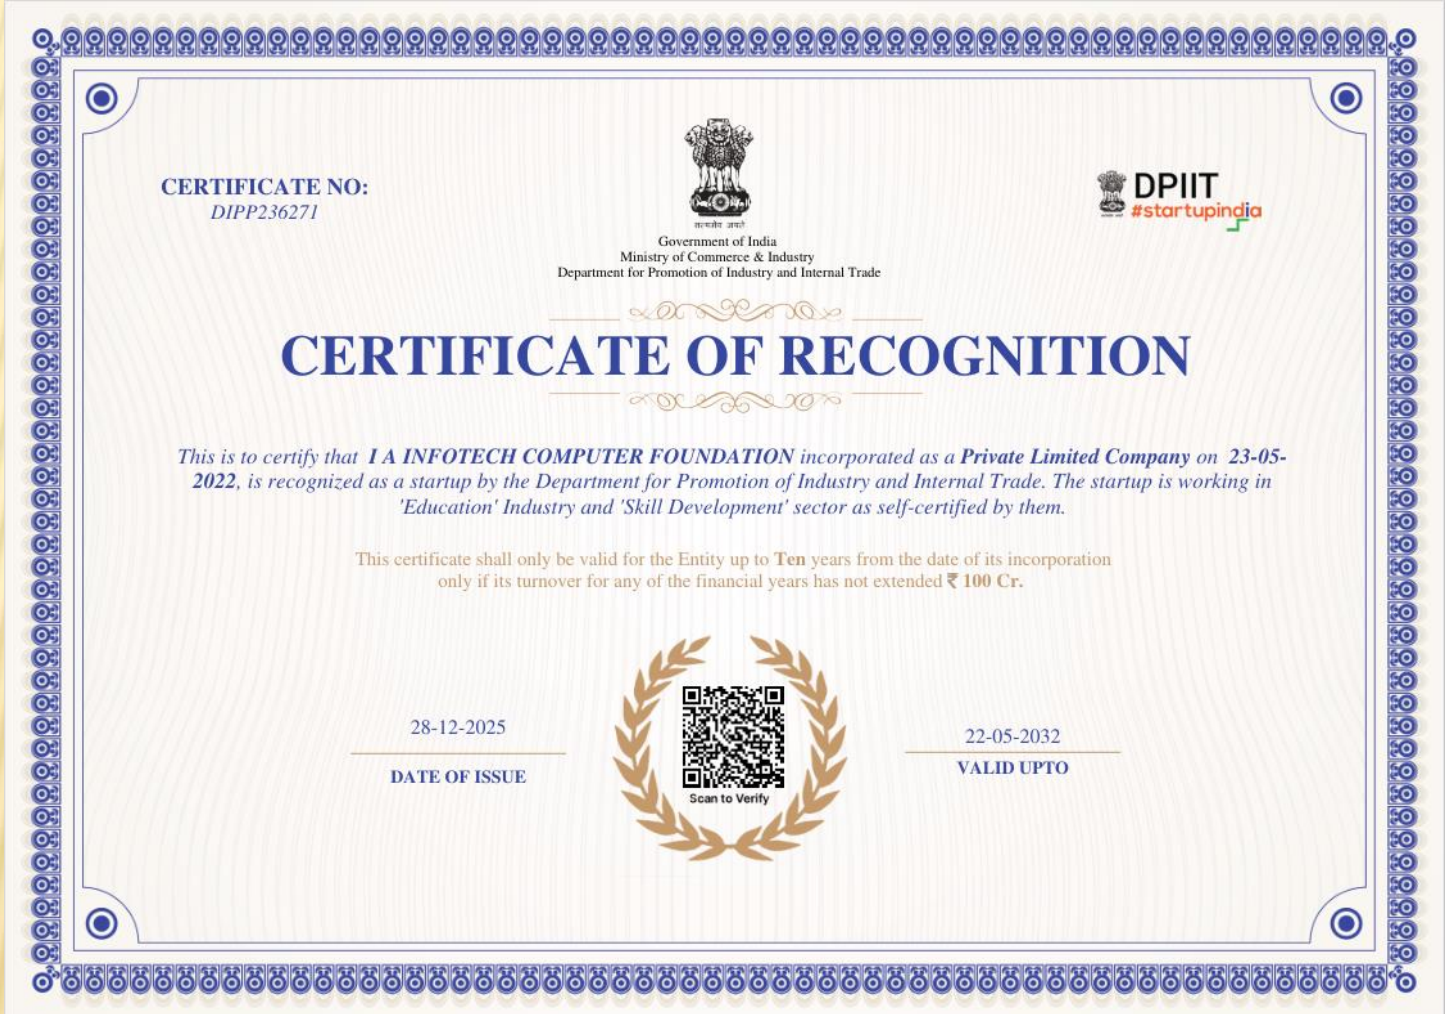 CERTIFICATE NO:
DIPP236271
सत्यमेव जयते
Government of India
Ministry of Commerce & Industry
Department for Promotion of Industry and Internal Trade
DPIIT
#startupindia
CERTIFICATE OF RECOGNITION
This is to certify that I A INFOTECH COMPUTER FOUNDATION incorporated as a Private Limited Company on 23-05-
2022, is recognized as a startup by the Department for Promotion of Industry and Internal Trade. The startup is working in
'Education' Industry and 'Skill Development' sector as self-certified by them.
This certificate shall only be valid for the Entity up to Ten years from the date of its incorporation
only if its turnover for any of the financial years has not extended ₹ 100 Cr.
28-12-2025
DATE OF ISSUE
Scan to Verify
22-05-2032
VALID UPTO